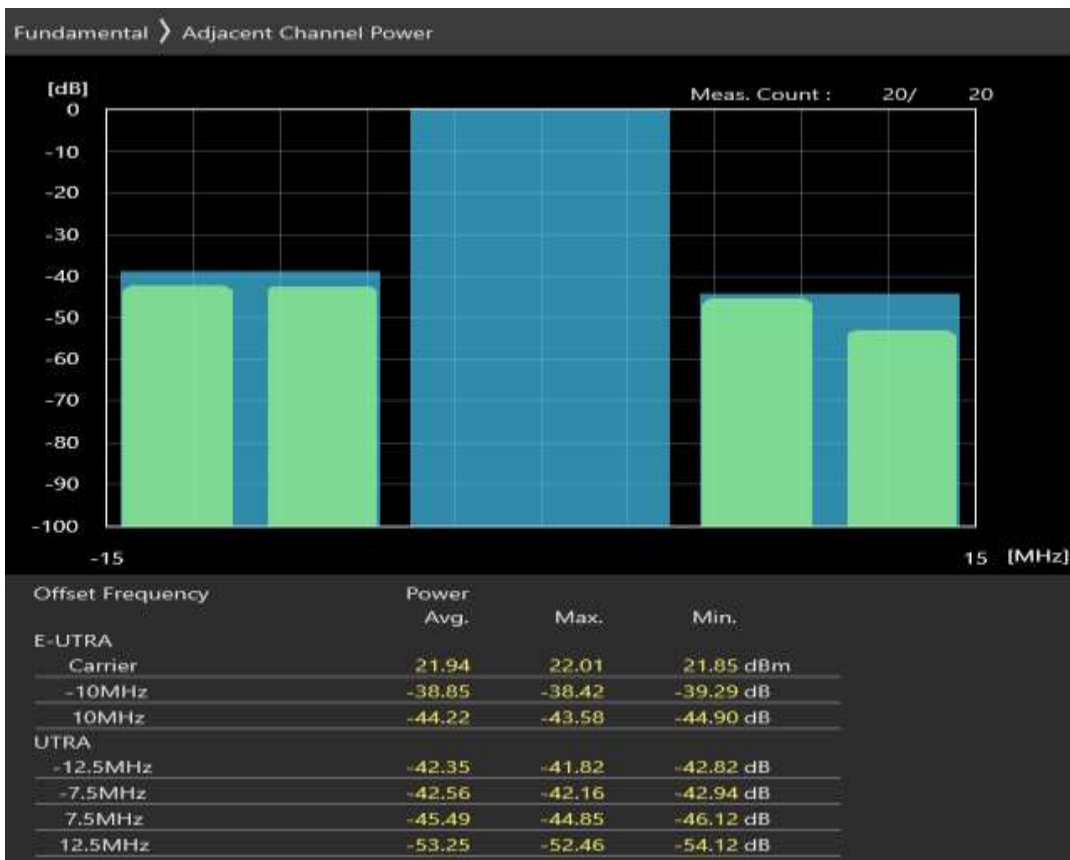 Fundamental ❯ Adjacent Channel Power
[dB]
Meas. Count : 20/ 20
0
-10
-20
-30
-40
-50
-60
-70
-80
-90
-100
-15 15 [MHz]
Offset Frequency Power
Avg. Max. Min.
E-UTRA
Carrier 21.94 22.01 21.85 dBm
-10MHz -38.85 -38.42 -39.29 dB
10MHz -44.22 -43.58 -44.90 dB
UTRA
-12.5MHz -42.35 -41.82 -42.82 dB
-7.5MHz -42.56 -42.16 -42.94 dB
7.5MHz -45.49 -44.85 -46.12 dB
12.5MHz -53.25 -52.46 -54.12 dB